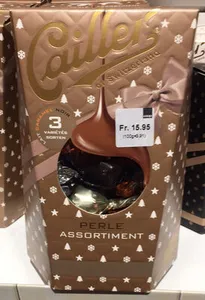 Cailler
Switzerland
3
VARIÉTÉS
SORTEN
Fr. 15.95
PERLE
ASSORTIMENT